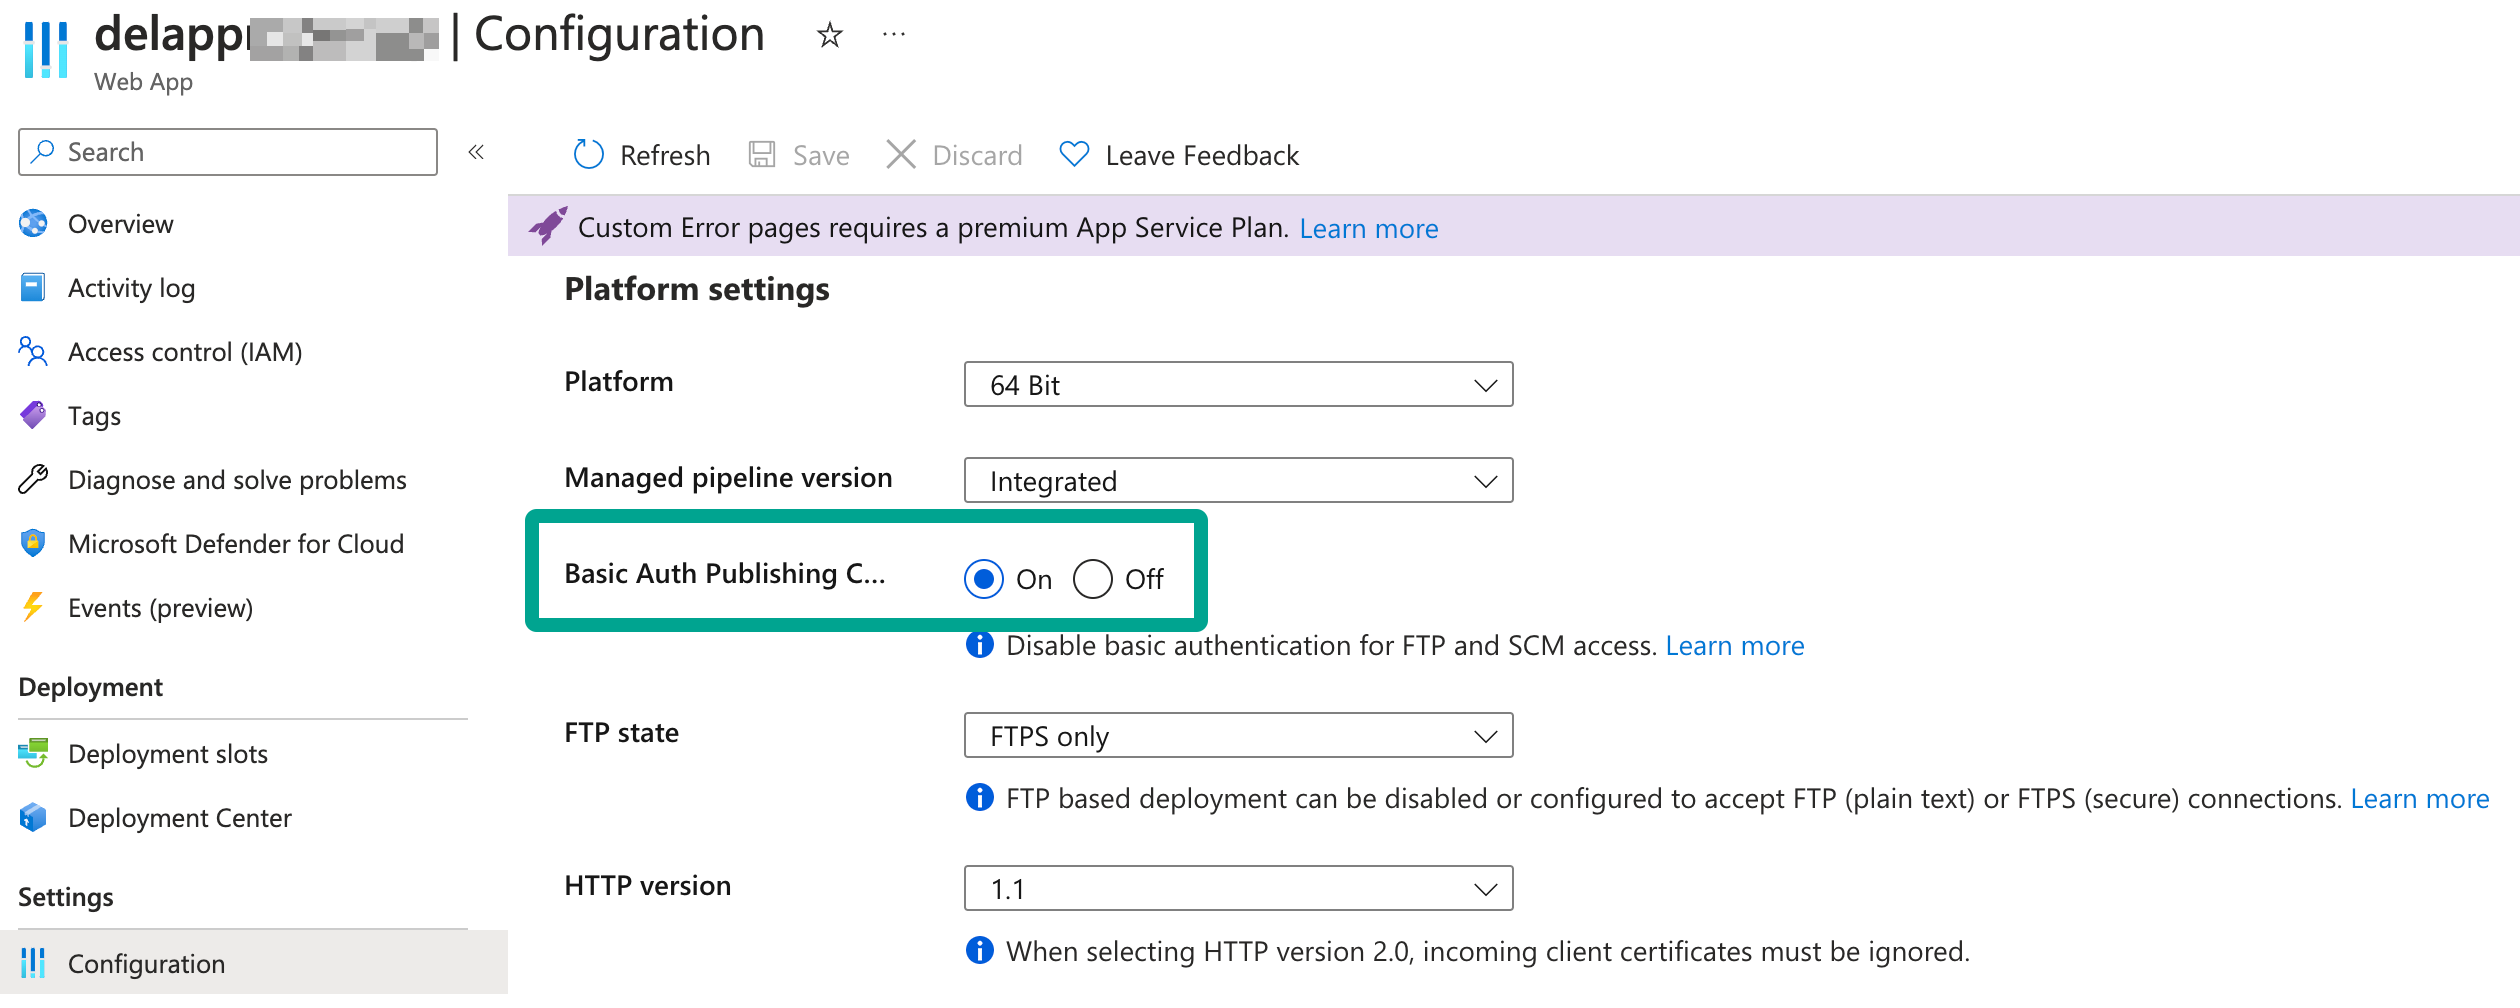 delapp | Configuration
Web App
Search
Refresh Save Discard Leave Feedback
Custom Error pages requires a premium App Service Plan. Learn more
Overview
Activity log
Access control (IAM)
Tags
Diagnose and solve problems
Microsoft Defender for Cloud
Events (preview)
Deployment
Deployment slots
Deployment Center
Settings
Configuration
Platform settings
Platform 64 Bit
Managed pipeline version Integrated
Basic Auth Publishing C... On Off
Disable basic authentication for FTP and SCM access. Learn more
FTP state FTPS only
FTP based deployment can be disabled or configured to accept FTP (plain text) or FTPS (secure) connections. Learn more
HTTP version 1.1
When selecting HTTP version 2.0, incoming client certificates must be ignored.